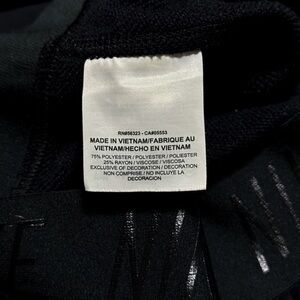 RN#56323 - CA#05553
MADE IN VIETNAM/FABRIQUE AU
VIETNAM/HECHO EN VIETNAM
75% POLYESTER / POLYESTER / POLIESTER
25% RAYON / VISCOSE / VISCOSA
EXCLUSIVE OF DECORATION / DECORATION
NON COMPRISE / NO INCLUYE LA
DECORACION